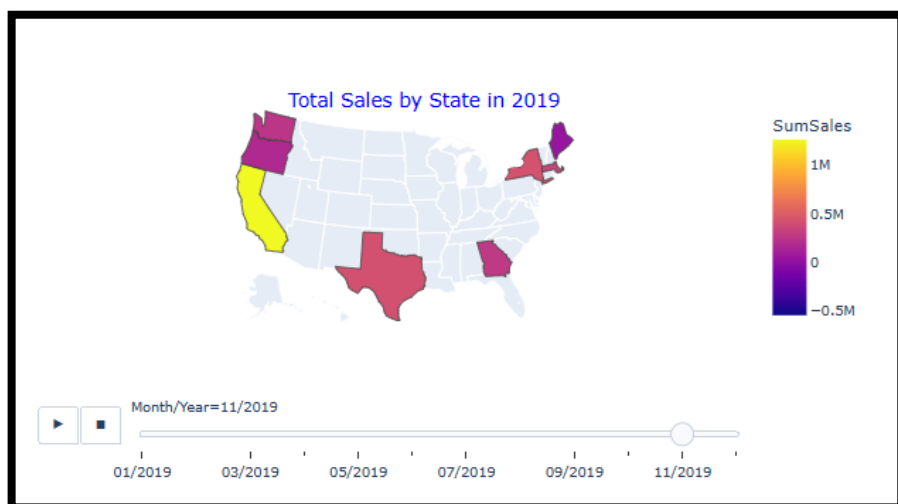 Total Sales by State in 2019
SumSales
1M
0.5M
0
−0.5M
Month/Year=11/2019
01/2019
03/2019
05/2019
07/2019
09/2019
11/2019